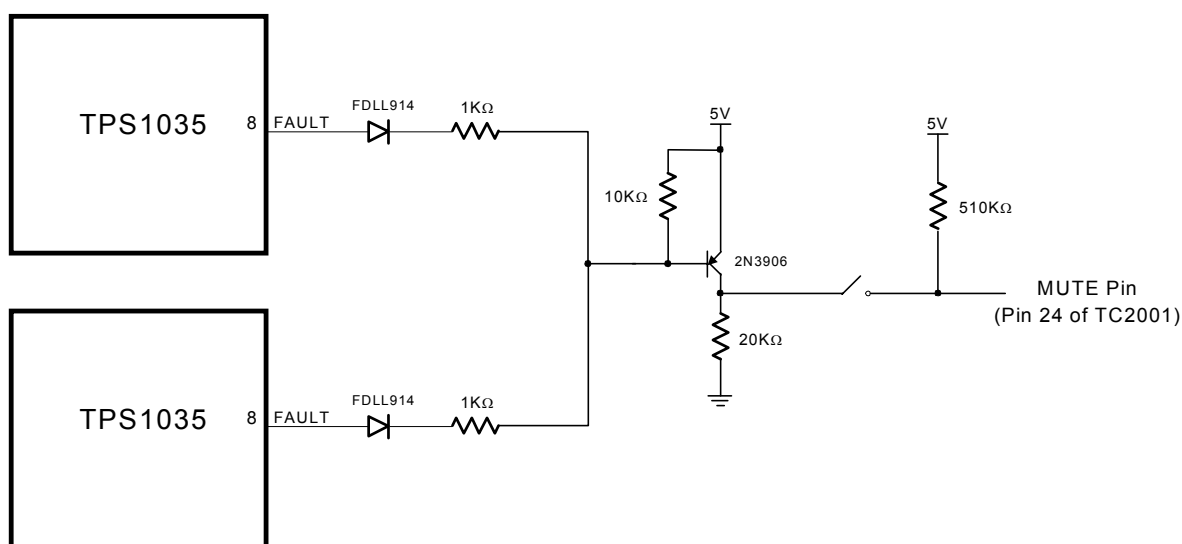 TPS1035
8
FAULT
FDLL914
1KΩ
5V
10KΩ
2N3906
20KΩ
5V
510KΩ
MUTE Pin
(Pin 24 of TC2001)
TPS1035
8
FAULT
FDLL914
1KΩ